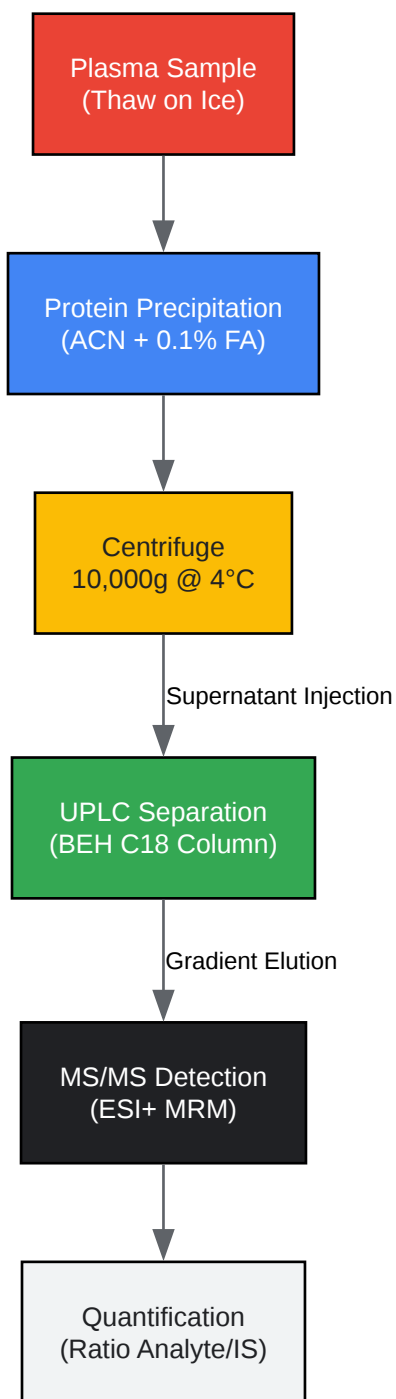 Plasma Sample
(Thaw on Ice)
Protein Precipitation
(ACN + 0.1% FA)
Centrifuge
10,000g @ 4°C
Supernatant Injection
UPLC Separation
(BEH C18 Column)
Gradient Elution
MS/MS Detection
(ESI+ MRM)
Quantification
(Ratio Analyte/IS)